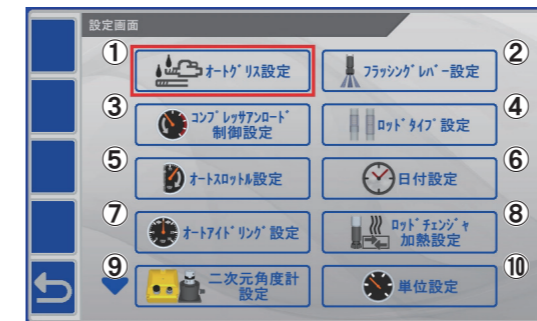 設定画面
① オートグリス設定
② フラッシングレバー設定
③ コンプレッサアンロード
制御設定
④ ロッドタイプ設定
⑤ オートスロットル設定
⑥ 日付設定
⑦ オートアイドリング設定
⑧ ロッドチェンジャ
加熱設定
⑨ 二次元角度計
設定
⑩ 単位設定